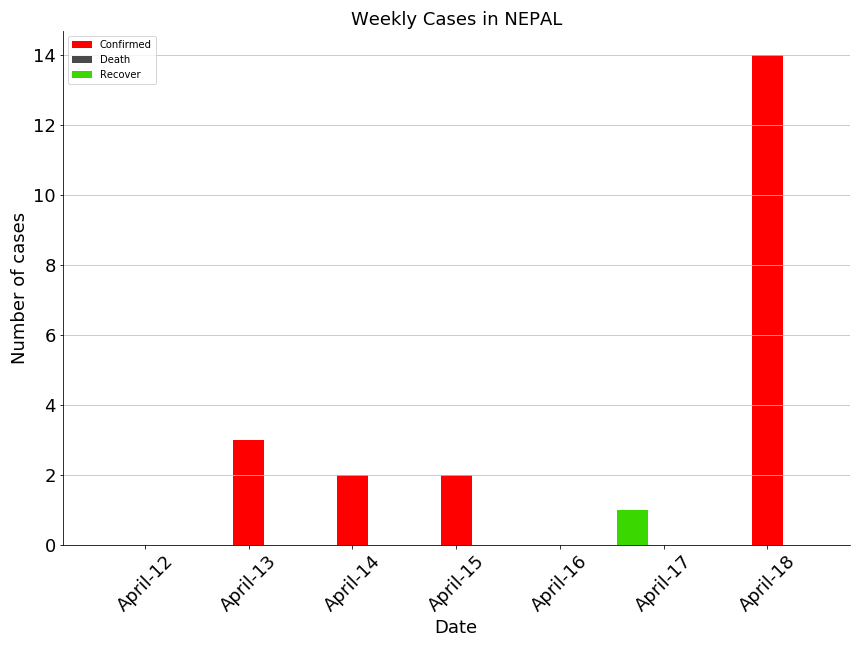 Weekly Cases in NEPAL
Confirmed
Death
Recover
Number of cases
14
12
10
8
6
4
2
0
April-12
April-13
April-14
April-15
April-16
April-17
April-18
Date